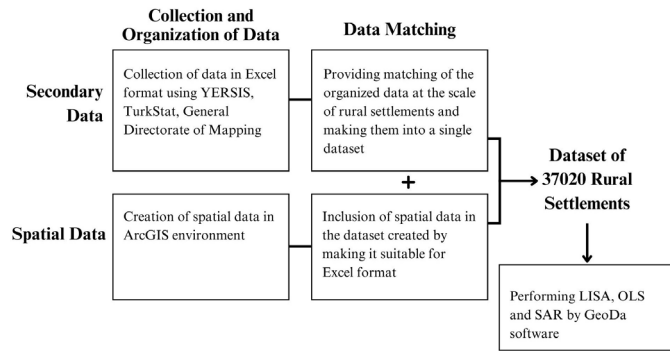 Collection and
Organization of Data
Data Matching
Secondary
Data
Collection of data in Excel
format using YERSIS,
TurkStat, General
Directorate of Mapping
Providing matching of the
organized data at the scale
of rural settlements and
making them into a single
dataset
+
Spatial Data
Creation of spatial data in
ArcGIS environment
Inclusion of spatial data in
the dataset created by
making it suitable for
Excel format
Dataset of
37020 Rural
Settlements
Performing LISA, OLS
and SAR by GeoDa
software